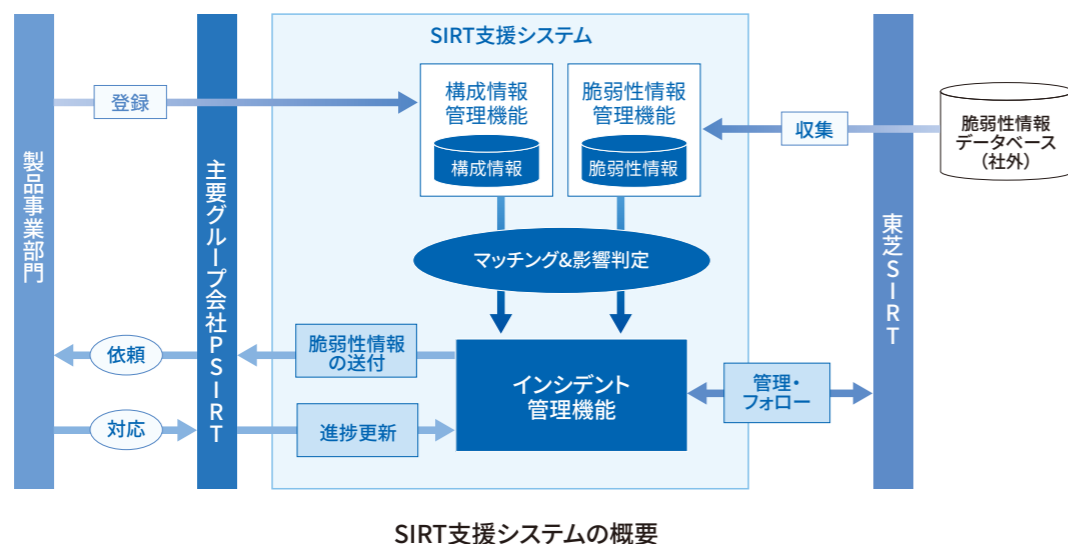 SIRT支援システム
登録
構成情報
管理機能
構成情報
脆弱性情報
管理機能
脆弱性情報
収集
脆弱性情報
データベース
（社外）
製品事業部門
主要グループ会社PSIRT
東芝SIRT
マッチング&影響判定
依頼
脆弱性情報
の送付
インシデント
管理機能
管理・
フォロー
対応
進捗更新
SIRT支援システムの概要